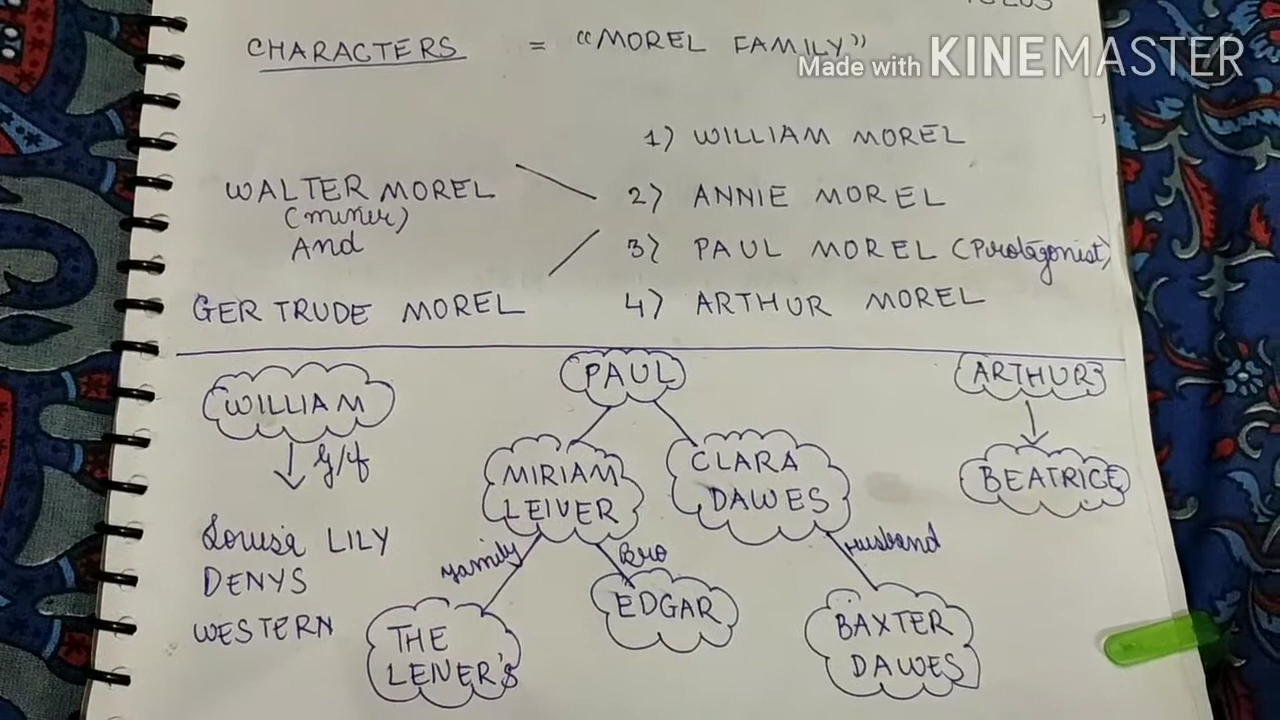 CHARACTERS = "MOREL FAMILY"
Made with KINEMASTER
1) WILLIAM MOREL
WALTER MOREL
(miner)
And
GERTRUDE MOREL
2) ANNIE MOREL
3) PAUL MOREL (Protagonist)
4) ARTHUR MOREL
WILLIAM
g/f
Louisa LILY
DENYS
WESTERN
PAUL
MIRIAM
LEIVER
CLARA
DAWES
family
Bro
Husband
THE
LEIVER'S
EDGAR
BAXTER
DAWES
ARTHUR
BEATRICE